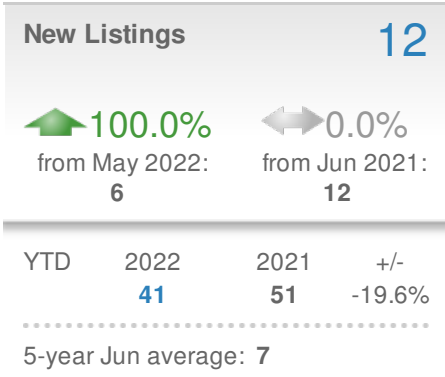 New Listings 12
100.0% 0.0%
from May 2022: from Jun 2021:
6 12
YTD 2022 2021 +/-
41 51 -19.6%
5-year Jun average: 7